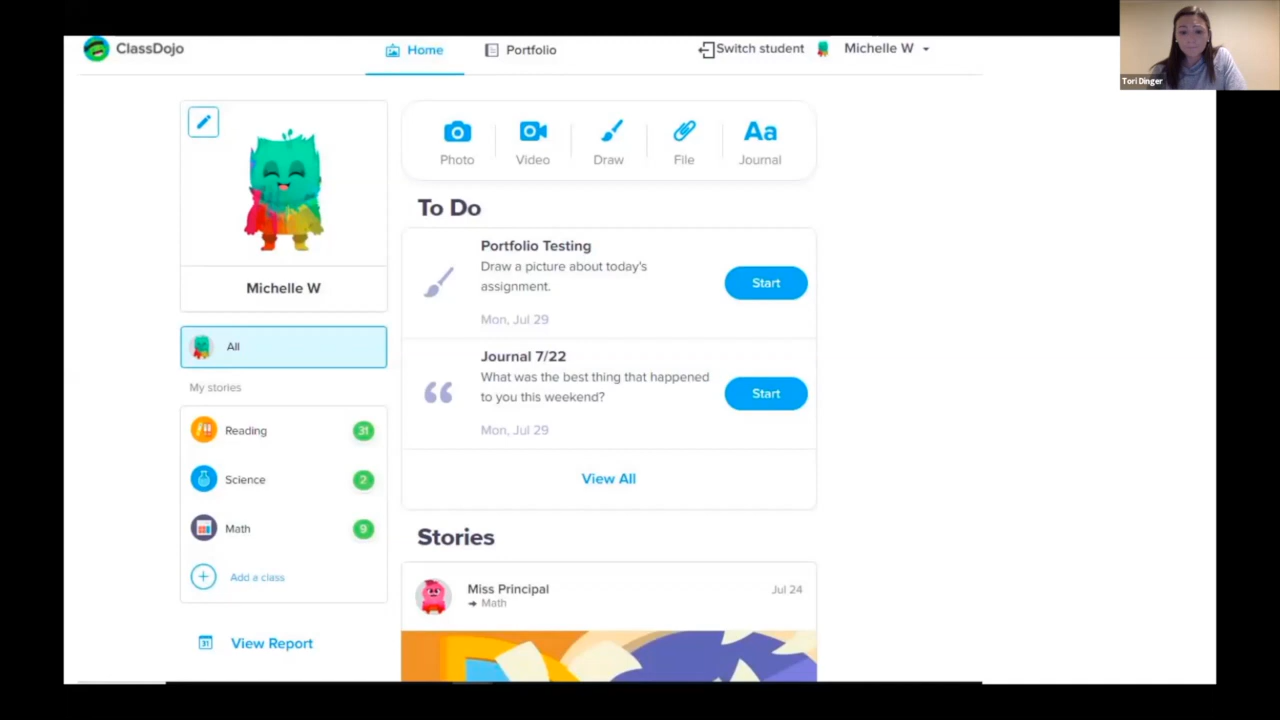 ClassDojo
Home
Portfolio
Switch student
Michelle W
Tori Dinger
Photo
Video
Draw
File
Aa
Journal
Michelle W
All
My stories
Reading
31
Science
2
Math
9
Add a class
31
View Report
To Do
Portfolio Testing
Draw a picture about today's
assignment.
Mon, Jul 29
Start
Journal 7/22
What was the best thing that happened
to you this weekend?
Mon, Jul 29
Start
View All
Stories
Miss Principal
Jul 24
➔ Math